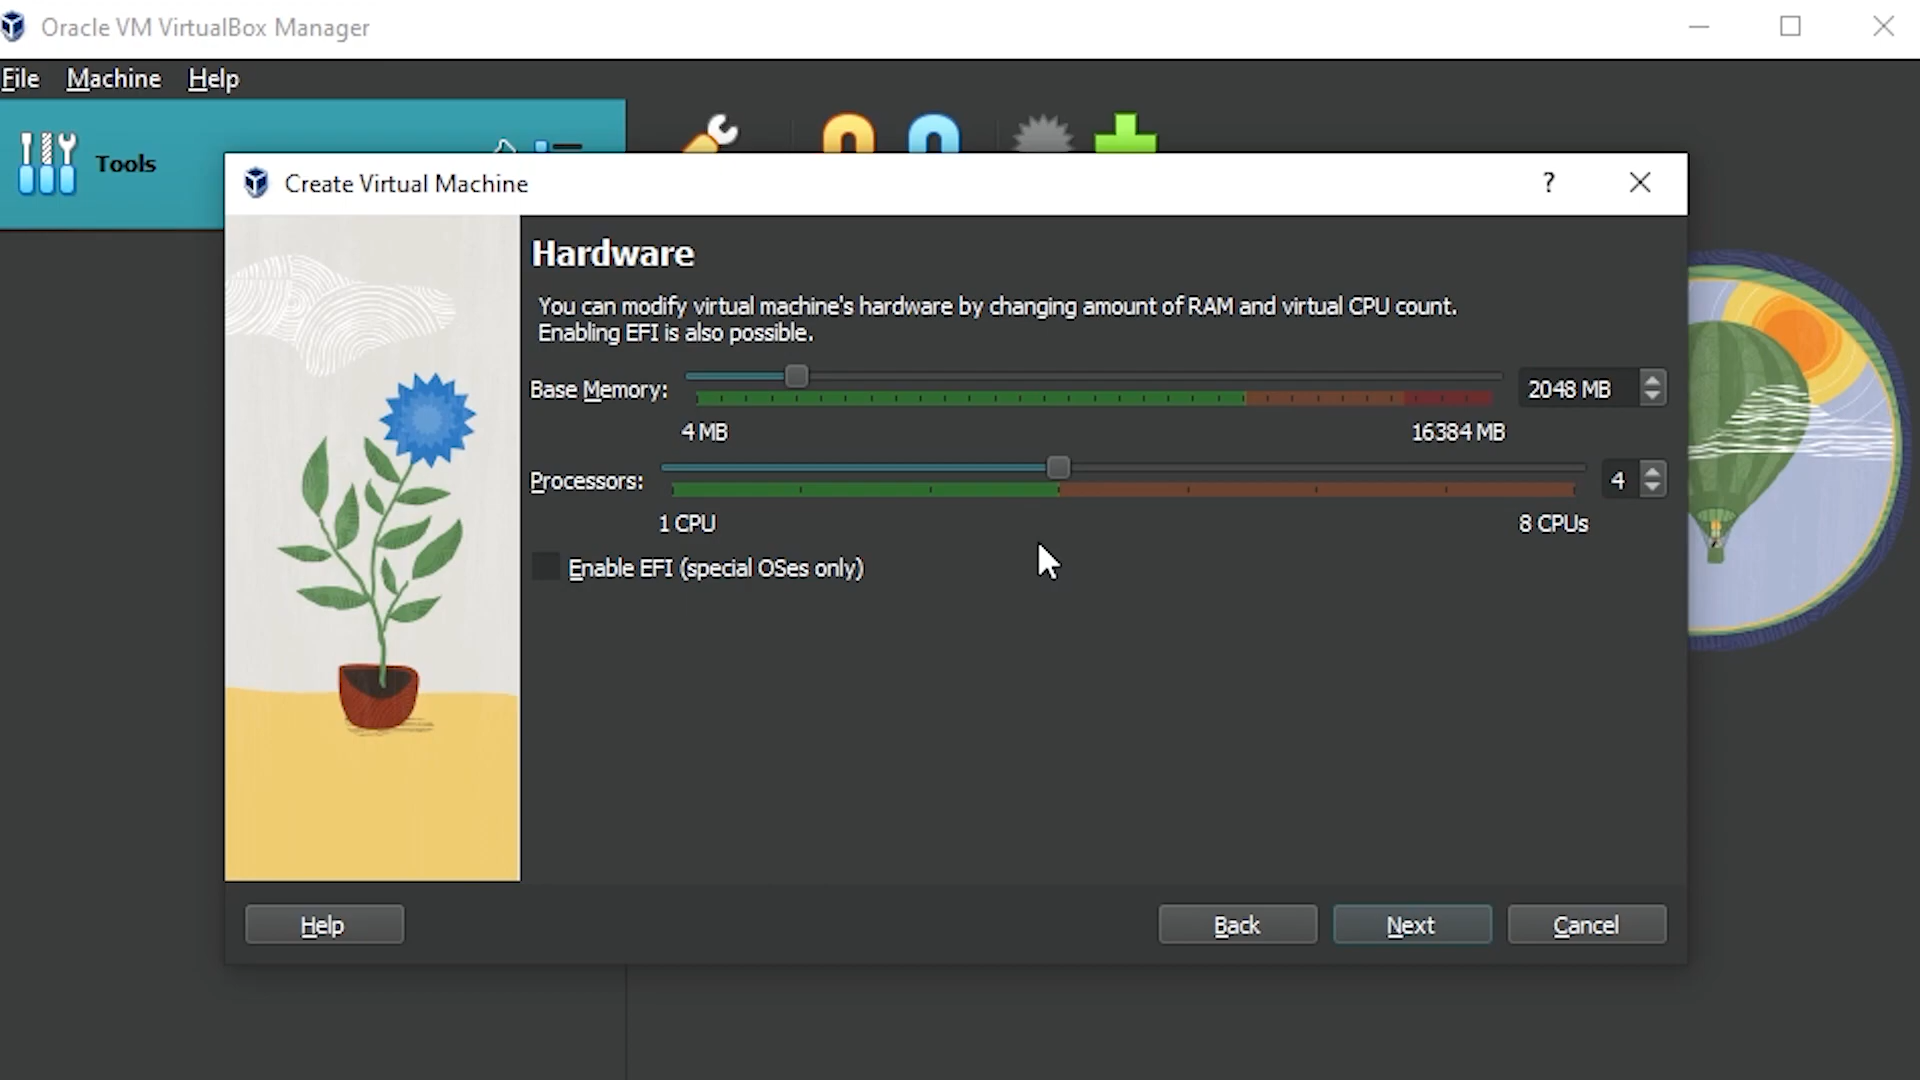 Oracle VM VirtualBox Manager
File Machine Help
Tools
Create Virtual Machine
?
Hardware
You can modify virtual machine's hardware by changing amount of RAM and virtual CPU count.
Enabling EFI is also possible.
Base Memory:
2048 MB
4 MB
16384 MB
Processors:
4
1 CPU
8 CPUs
Enable EFI (special OSes only)
Help
Back
Next
Cancel